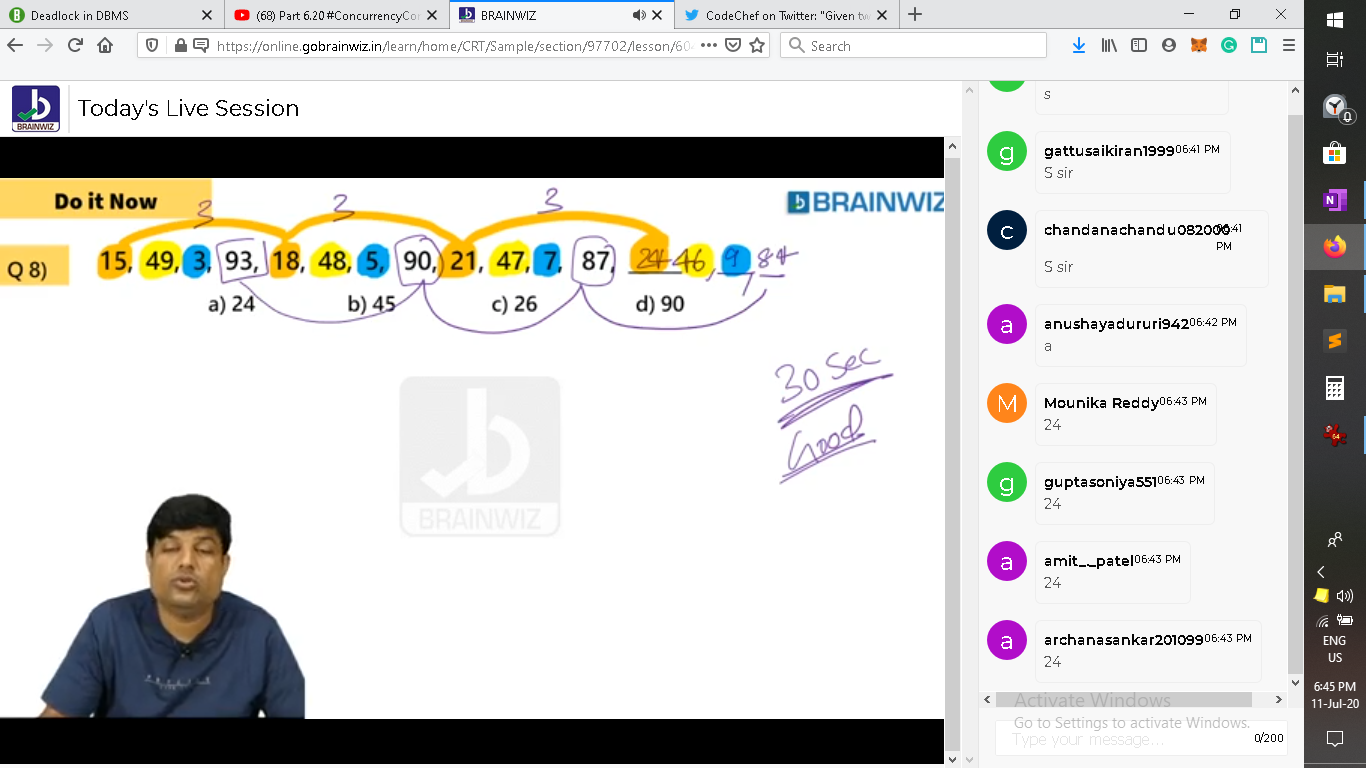 Deadlock in DBMS
(68) Part 6.20 #ConcurrencyCon
BRAINWIZ
CodeChef on Twitter: "Given tw
https://online.gobrainwiz.in/learn/home/CRT/Sample/section/97702/lesson/604
Search
BRAINWIZ
Today's Live Session
Do it Now
3
3
3
BRAINWIZ
Q 8)
15, 49, 3, 93, 18, 48, 5, 90, 21, 47, 7, 87, 24 46, 9, 84
a) 24 b) 45 c) 26 d) 90
30 sec
Good
BRAINWIZ
s
g
gattusaikiran1999 06:41 PM
S sir
c
chandanachandu082000 06:41 PM
S sir
a
anushayadururi942 06:42 PM
a
M
Mounika Reddy 06:43 PM
24
g
guptasoniya551 06:43 PM
24
a
amit_._patel 06:43 PM
24
a
archanasankar201099 06:43 PM
24
Activate Windows
Go to Settings to activate Windows.
Type your message...
0/200
N
S
64
ENG
US
6:45 PM
11-Jul-20